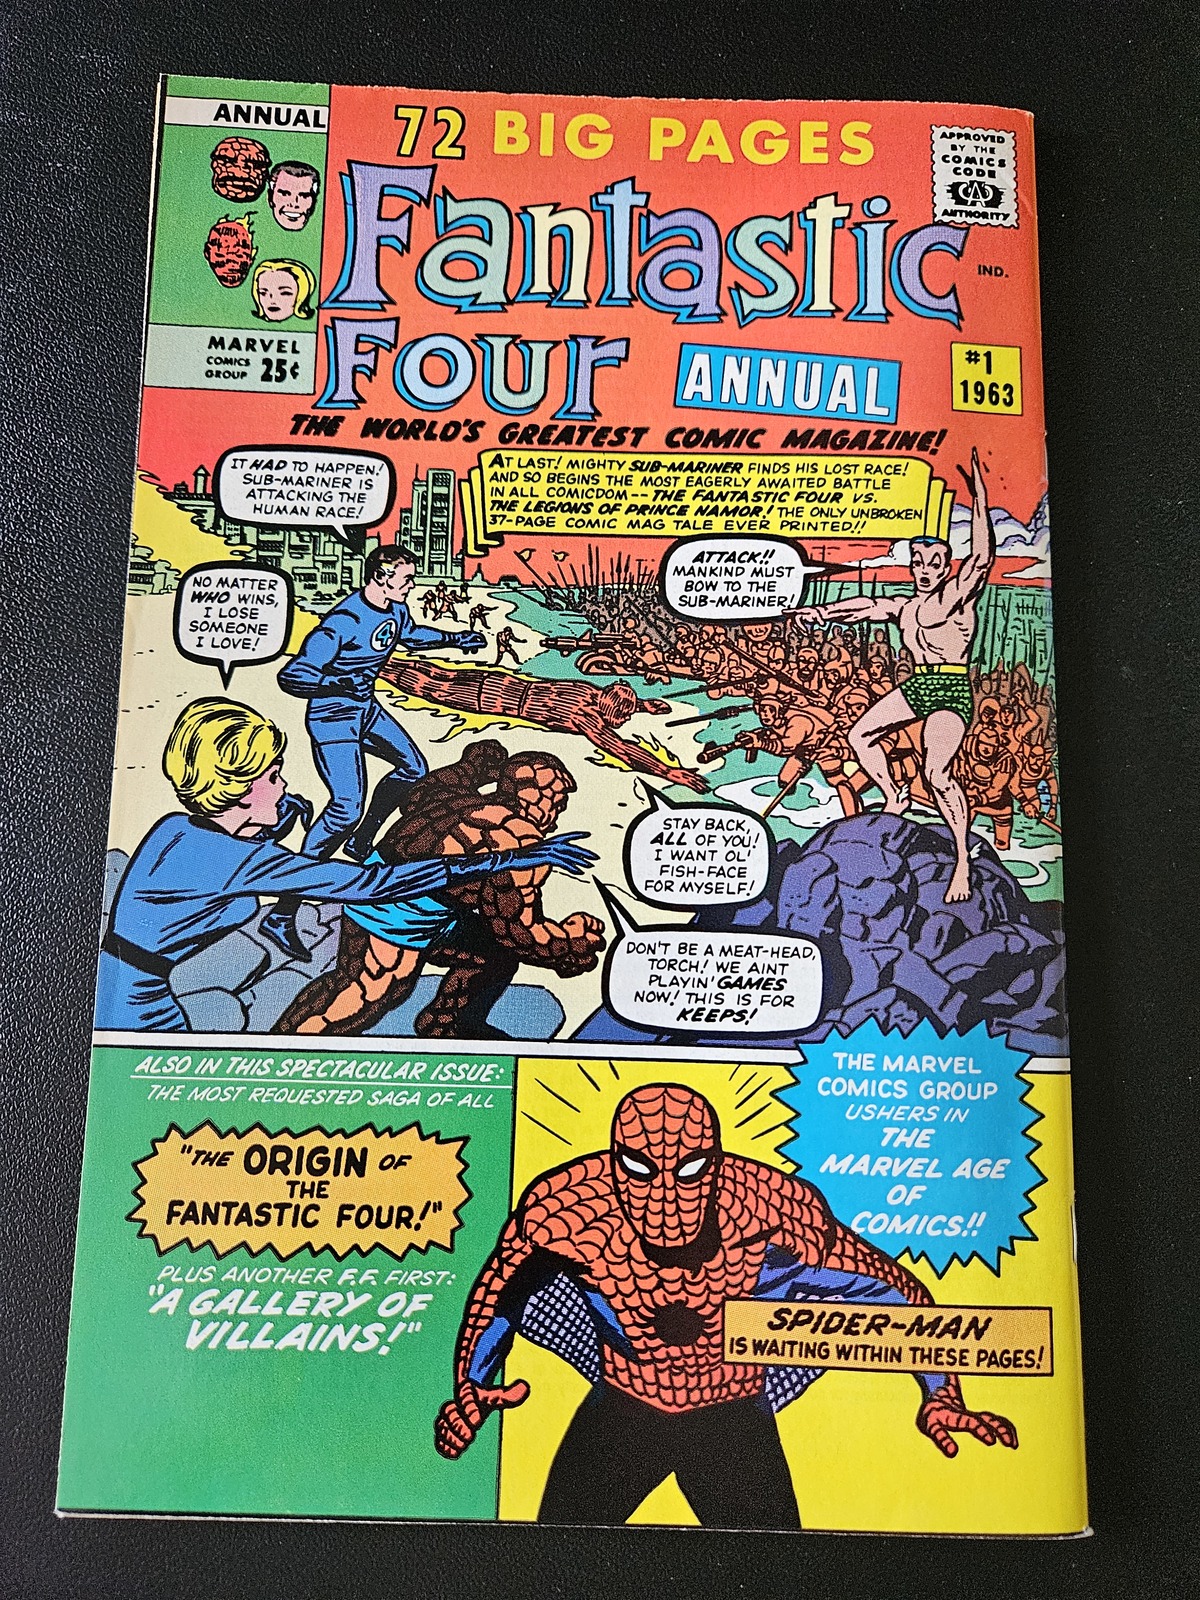 ANNUAL
72 BIG PAGES
APPROVED
BY THE
COMICS
CODE
CA
AUTHORITY
Fantastic
IND.
Four
ANNUAL
MARVEL
COMICS
GROUP 25¢
#1
1963
THE WORLD'S GREATEST COMIC MAGAZINE!
IT HAD TO HAPPEN!
SUB-MARINER IS
ATTACKING THE
HUMAN RACE!
AT LAST! MIGHTY SUB-MARINER FINDS HIS LOST RACE!
AND SO BEGINS THE MOST EAGERLY AWAITED BATTLE
IN ALL COMICDOM -- THE FANTASTIC FOUR VS.
THE LEGIONS OF PRINCE NAMOR! THE ONLY UNBROKEN
37-PAGE COMIC MAG TALE EVER PRINTED!!
NO MATTER
WHO WINS,
I LOSE
SOMEONE
I LOVE!
ATTACK!!
MANKIND MUST
BOW TO THE
SUB-MARINER!
4
STAY BACK,
ALL OF YOU!
I WANT OL'
FISH-FACE
FOR MYSELF!
DON'T BE A MEAT-HEAD,
TORCH! WE AINT
PLAYIN' GAMES
NOW! THIS IS FOR
KEEPS!
ALSO IN THIS SPECTACULAR ISSUE:
THE MOST REQUESTED SAGA OF ALL
"THE ORIGIN OF
THE
FANTASTIC FOUR!"
PLUS ANOTHER F.F. FIRST:
"A GALLERY OF
VILLAINS!"
THE MARVEL
COMICS GROUP
USHERS IN
THE
MARVEL AGE
OF
COMICS!!
SPIDER-MAN
IS WAITING WITHIN THESE PAGES!